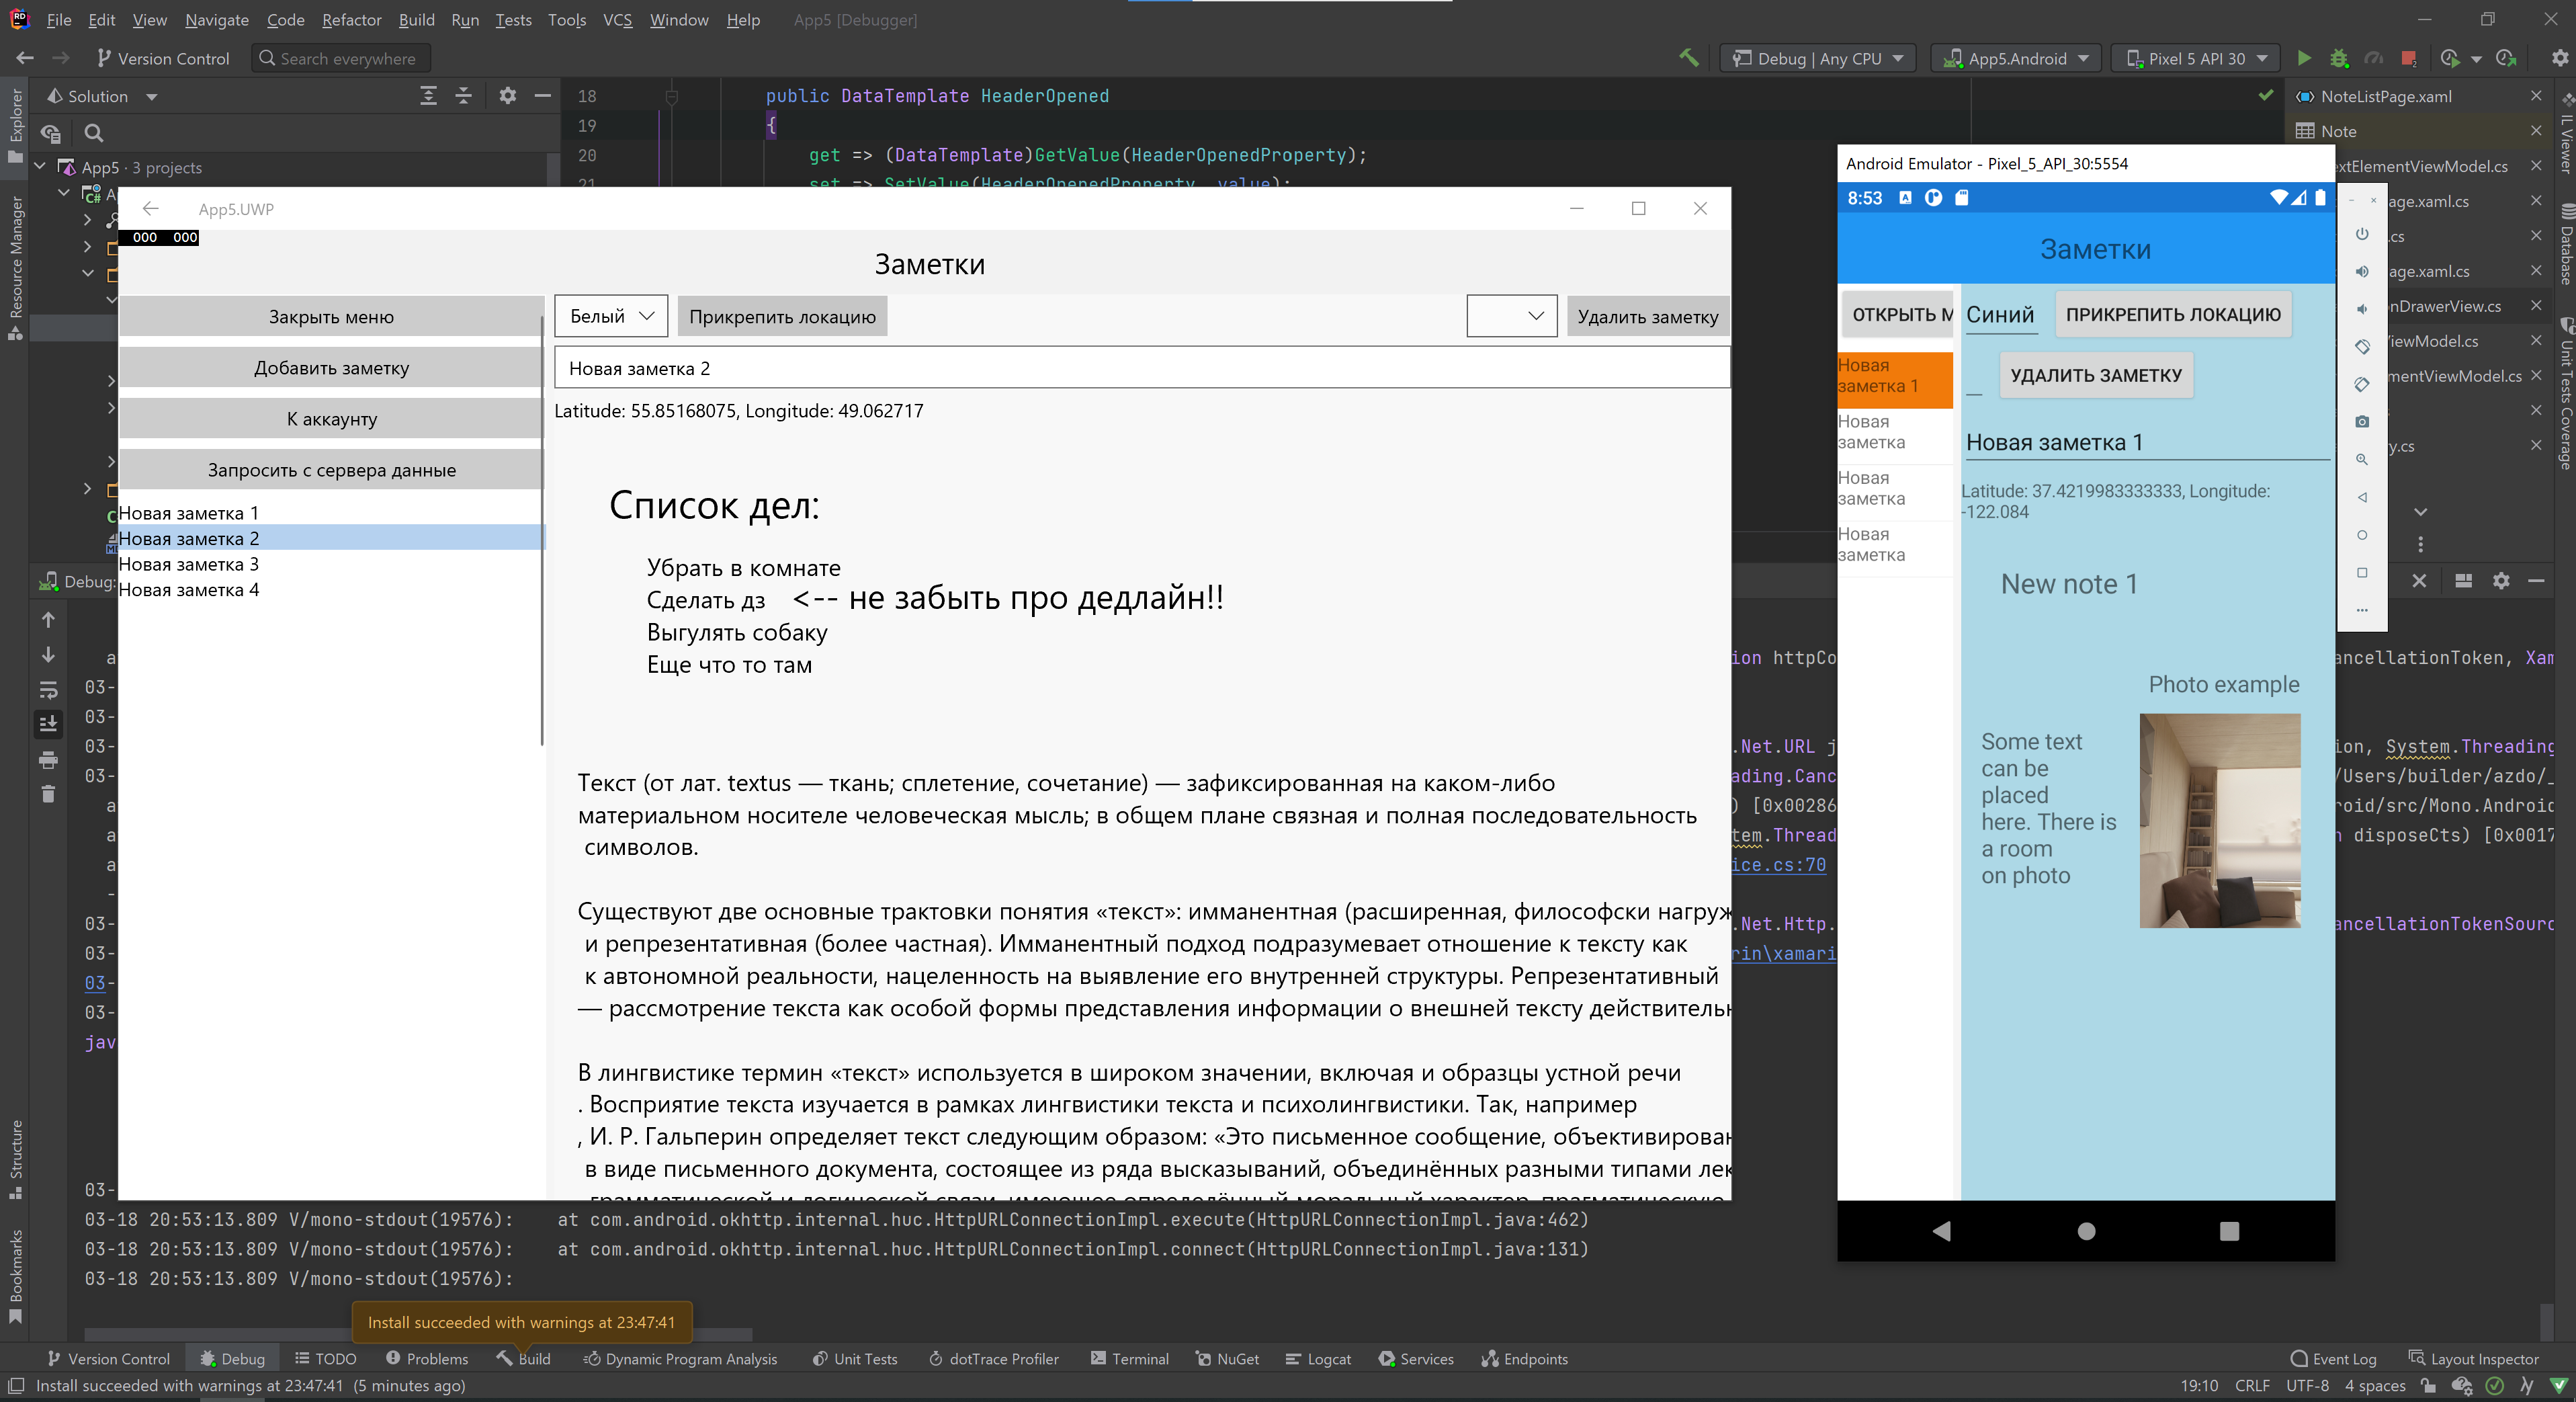 File Edit View Navigate Code Refactor Build Run Tests Tools VCS Window Help App5 [Debugger]
Version Control Search everywhere Debug | Any CPU App5.Android Pixel 5 API 30
Solution
App5 · 3 projects
Explorer
Resource Manager
Structure
Bookmarks
18 public DataTemplate HeaderOpened
19 {
20 get => (DataTemplate)GetValue(HeaderOpenedProperty);
21 set => SetValue(HeaderOpenedProperty, value);
NoteListPage.xaml
Note
extElementViewModel.cs
age.xaml.cs
.cs
age.xaml.cs
nDrawerView.cs
iewModel.cs
mentViewModel.cs
y.cs
IL Viewer
Database
Unit Tests Coverage
App5.UWP
000 000
Заметки
Закрыть меню
Добавить заметку
К аккаунту
Запросить с сервера данные
Новая заметка 1
Новая заметка 2
Новая заметка 3
Новая заметка 4
Белый Прикрепить локацию Удалить заметку
Новая заметка 2
Latitude: 55.85168075, Longitude: 49.062717
Список дел:
Убрать в комнате
Сделать дз <-- не забыть про дедлайн!!
Выгулять собаку
Еще что то там
Текст (от лат. textus — ткань; сплетение, сочетание) — зафиксированная на каком-либо
материальном носителе человеческая мысль; в общем плане связная и полная последовательность
символов.
Существуют две основные трактовки понятия «текст»: имманентная (расширенная, философски нагруж
и репрезентативная (более частная). Имманентный подход подразумевает отношение к тексту как
к автономной реальности, нацеленность на выявление его внутренней структуры. Репрезентативный
— рассмотрение текста как особой формы представления информации о внешней тексту действительн
В лингвистике термин «текст» используется в широком значении, включая и образцы устной речи
. Восприятие текста изучается в рамках лингвистики текста и психолингвистики. Так, например
, И. Р. Гальперин определяет текст следующим образом: «Это письменное сообщение, объективирован
в виде письменного документа, состоящее из ряда высказываний, объединённых разными типами лек
Android Emulator - Pixel_5_API_30:5554
8:53
Заметки
ОТКРЫТЬ М
Новая
заметка 1
Новая
заметка
Новая
заметка
Новая
заметка
Синий ПРИКРЕПИТЬ ЛОКАЦИЮ
УДАЛИТЬ ЗАМЕТКУ
Новая заметка 1
Latitude: 37.4219983333333, Longitude:
-122.084
New note 1
Photo example
Some text
can be
placed
here. There is
a room
on photo
Debug:
ion httpCo ancellationToken, Xam
.Net.URL j ion, System.Threading
ading.Canc /Users/builder/azdo/_
) [0x00286 roid/src/Mono.Android
tem.Thread n disposeCts) [0x0017
ice.cs:70
.Net.Http. ancellationTokenSourc
rin\xamari
jav
03-18 20:53:13.809 V/mono-stdout(19576): at com.android.okhttp.internal.huc.HttpURLConnectionImpl.execute(HttpURLConnectionImpl.java:462)
03-18 20:53:13.809 V/mono-stdout(19576): at com.android.okhttp.internal.huc.HttpURLConnectionImpl.connect(HttpURLConnectionImpl.java:131)
03-18 20:53:13.809 V/mono-stdout(19576):
Install succeeded with warnings at 23:47:41
Version Control Debug TODO Problems Build Dynamic Program Analysis Unit Tests dotTrace Profiler Terminal NuGet Logcat Services Endpoints Event Log Layout Inspector
Install succeeded with warnings at 23:47:41 (5 minutes ago) 19:10 CRLF UTF-8 4 spaces